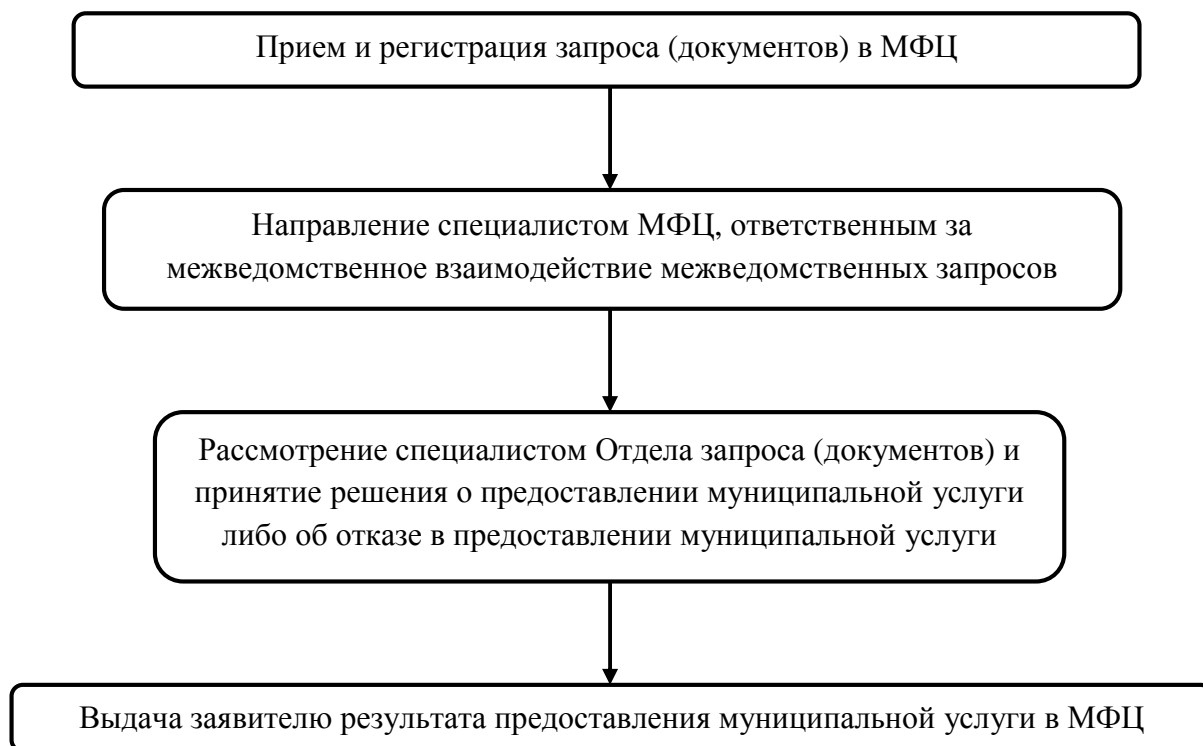 Прием и регистрация запроса (документов) в МФЦ
Направление специалистом МФЦ, ответственным за
межведомственное взаимодействие межведомственных запросов
Рассмотрение специалистом Отдела запроса (документов) и
принятие решения о предоставлении муниципальной услуги
либо об отказе в предоставлении муниципальной услуги
Выдача заявителю результата предоставления муниципальной услуги в МФЦ